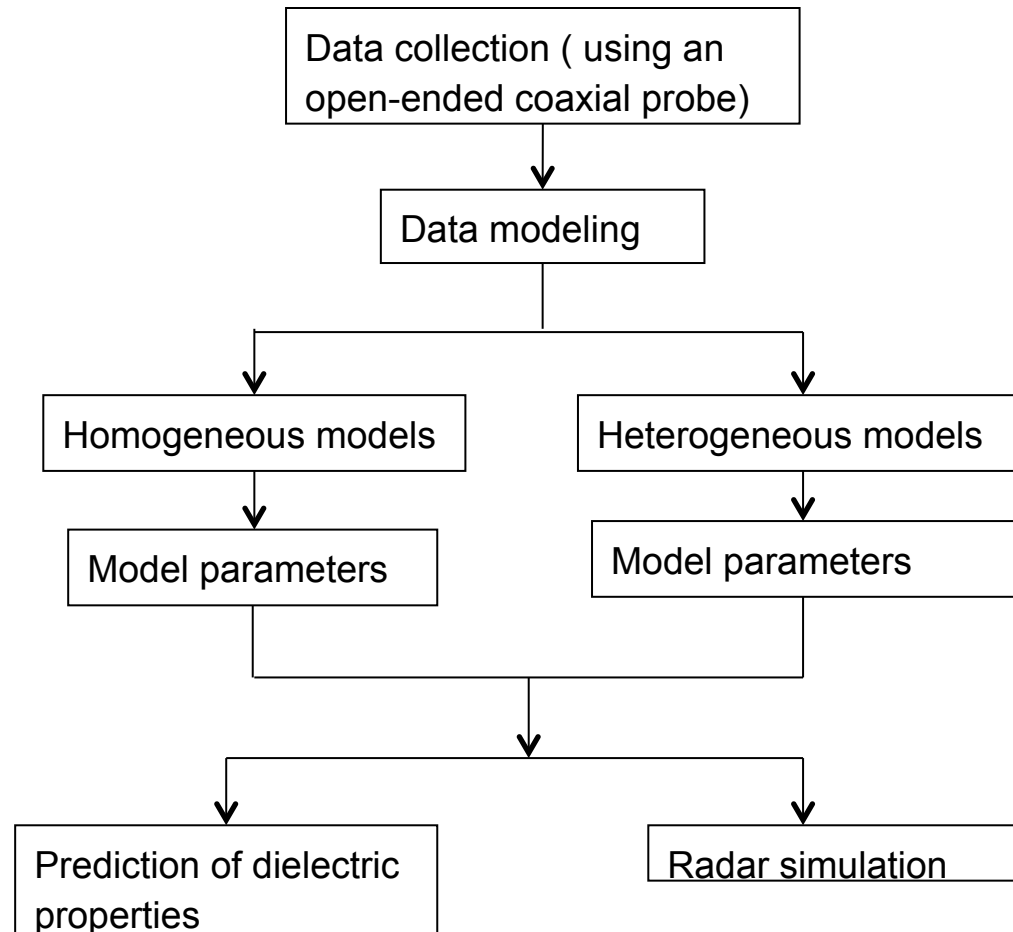 Data collection ( using an
open-ended coaxial probe)
Data modeling
Homogeneous models
Heterogeneous models
Model parameters
Model parameters
Prediction of dielectric
properties
Radar simulation